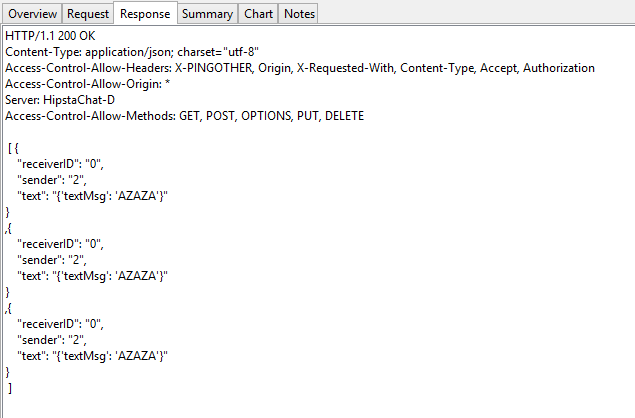 Overview Request Response Summary Chart Notes
HTTP/1.1 200 OK
Content-Type: application/json; charset="utf-8"
Access-Control-Allow-Headers: X-PINGOTHER, Origin, X-Requested-With, Content-Type, Accept, Authorization
Access-Control-Allow-Origin: *
Server: HipstaChat-D
Access-Control-Allow-Methods: GET, POST, OPTIONS, PUT, DELETE
[ {
"receiverID": "0",
"sender": "2",
"text": "{'textMsg': 'AZAZA'}"
}
,{
"receiverID": "0",
"sender": "2",
"text": "{'textMsg': 'AZAZA'}"
}
,{
"receiverID": "0",
"sender": "2",
"text": "{'textMsg': 'AZAZA'}"
}
]